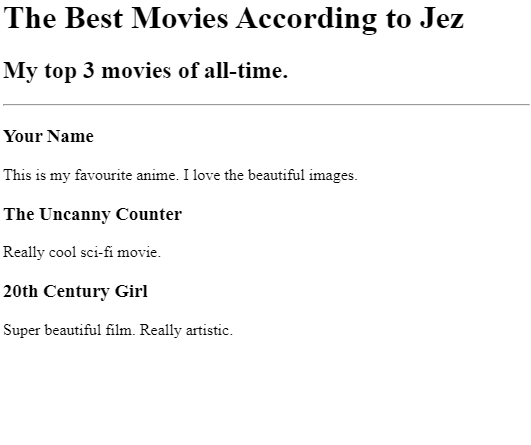 The Best Movies According to Jez
My top 3 movies of all-time.
Your Name
This is my favourite anime. I love the beautiful images.
The Uncanny Counter
Really cool sci-fi movie.
20th Century Girl
Super beautiful film. Really artistic.